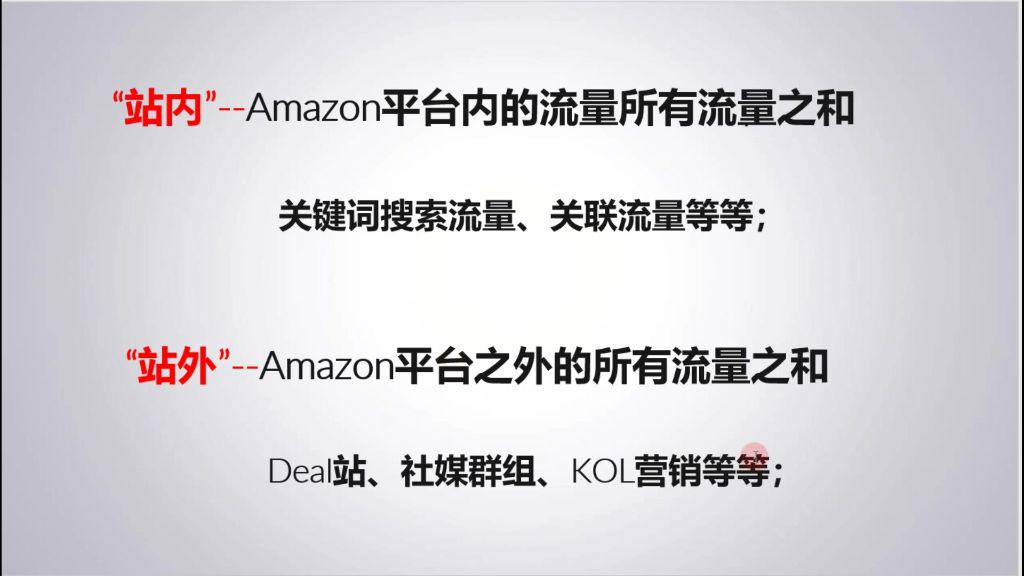 “站内”--Amazon平台内的流量所有流量之和
关键词搜索流量、关联流量等等；
“站外”--Amazon平台之外的所有流量之和
Deal站、社媒群组、KOL营销等等；